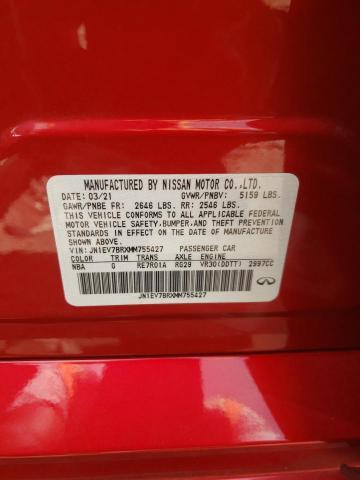 MANUFACTURED BY NISSAN MOTOR CO.,LTD.
DATE: 03/21 GVWR/PNBV: 5159 LBS.
GAWR/PNBE FR: 2646 LBS. RR: 2546 LBS.
THIS VEHICLE CONFORMS TO ALL APPLICABLE FEDERAL
MOTOR VEHICLE SAFETY,BUMPER,AND THEFT PREVENTION
STANDARDS IN EFFECT ON THE DATE OF MANUFACTURE
SHOWN ABOVE.
VIN: JN1EV7BRXMM755427 PASSENGER CAR
COLOR TRIM TRANS AXLE ENGINE
NBA G RE7R01A RG29 VR30(DDTT) 2997CC
JN1EV7BRXMM755427